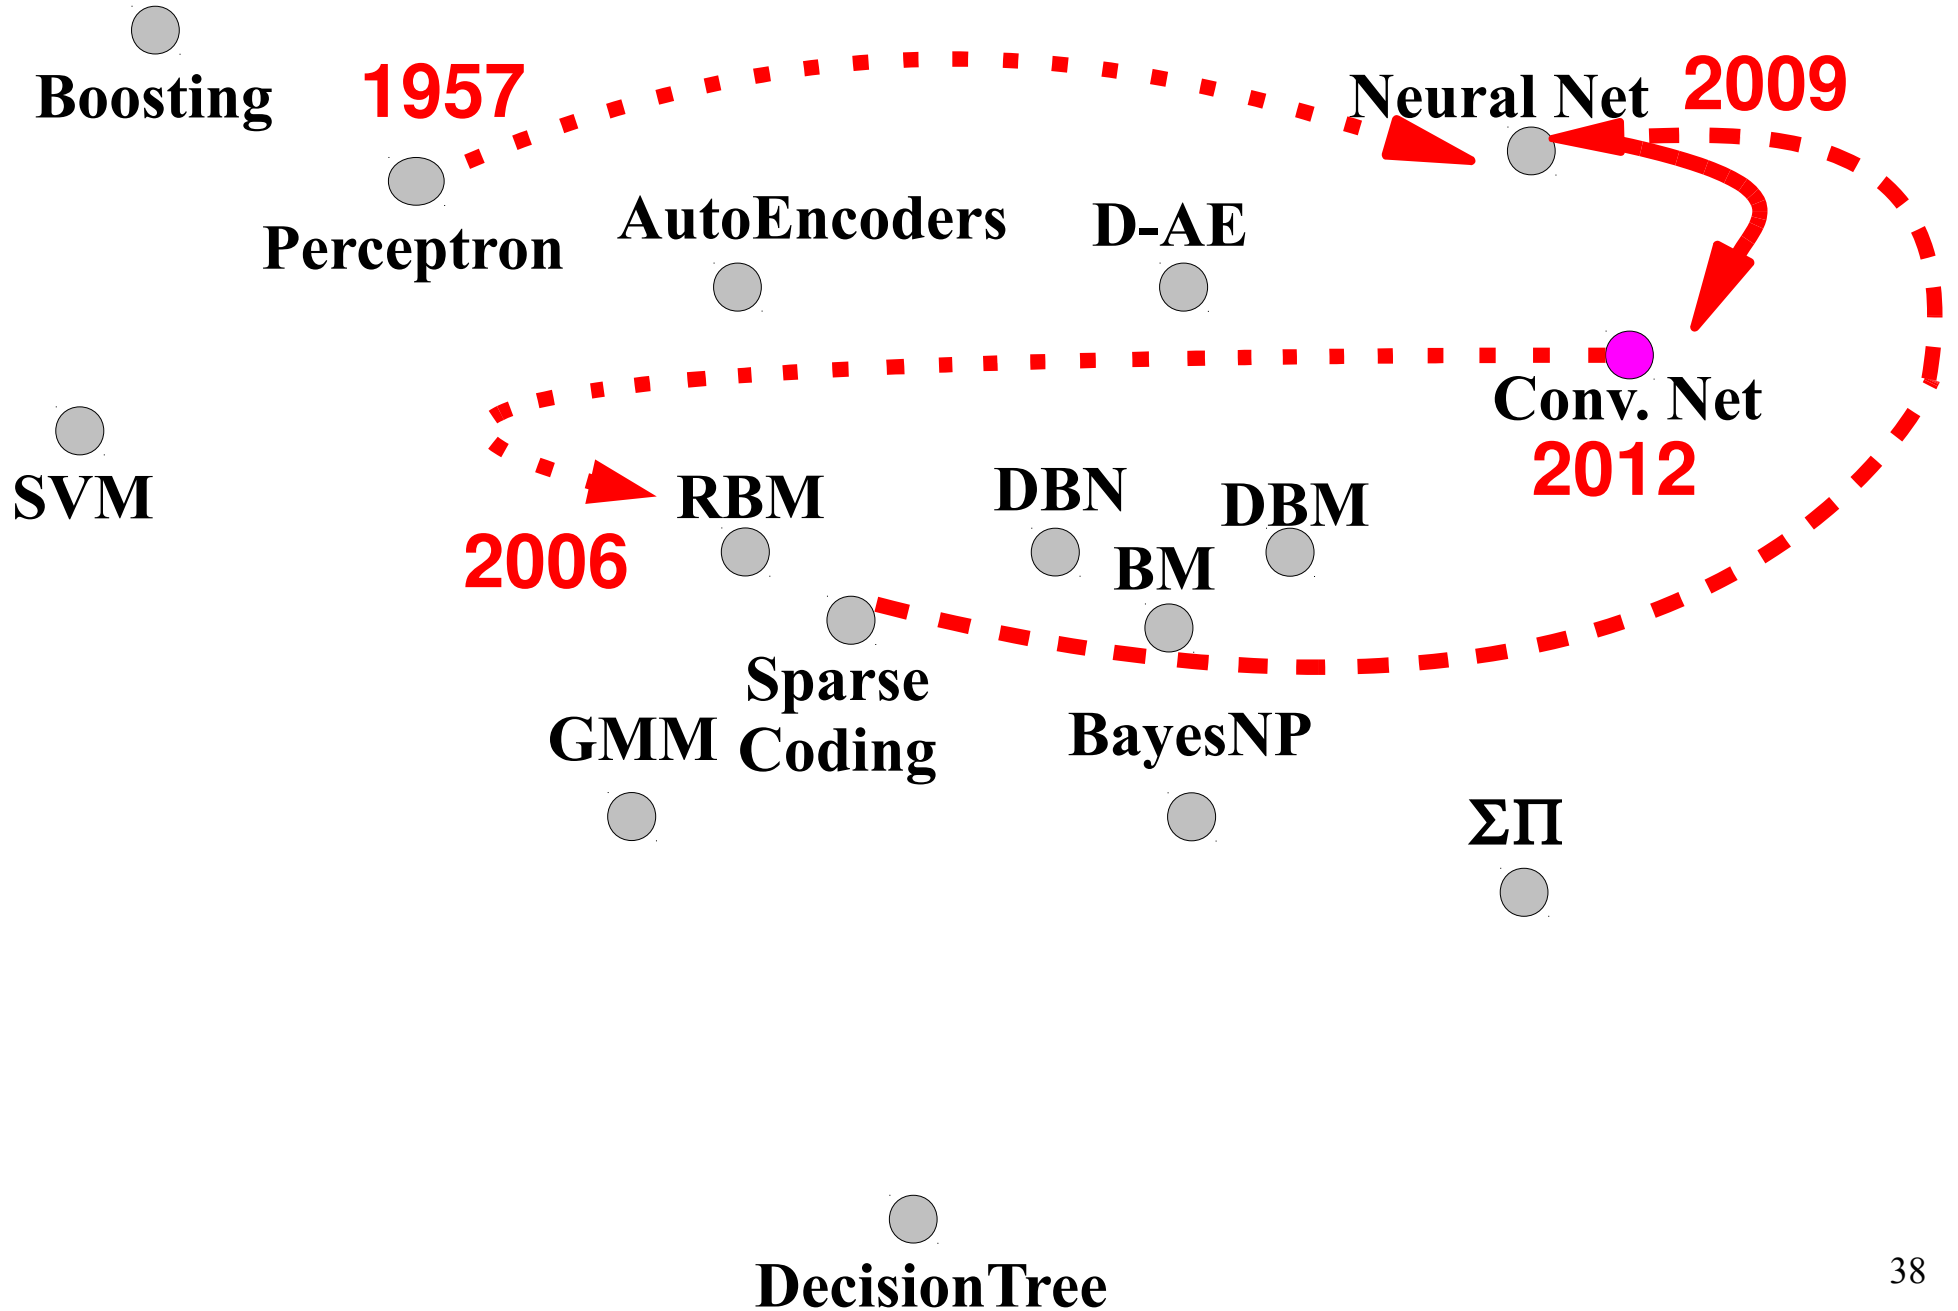 Boosting
1957
Neural Net
2009
Perceptron
AutoEncoders
D-AE
Conv. Net
2012
SVM
RBM
DBN
DBM
2006
BM
Sparse
Coding
GMM
BayesNP
ΣΠ
DecisionTree
38